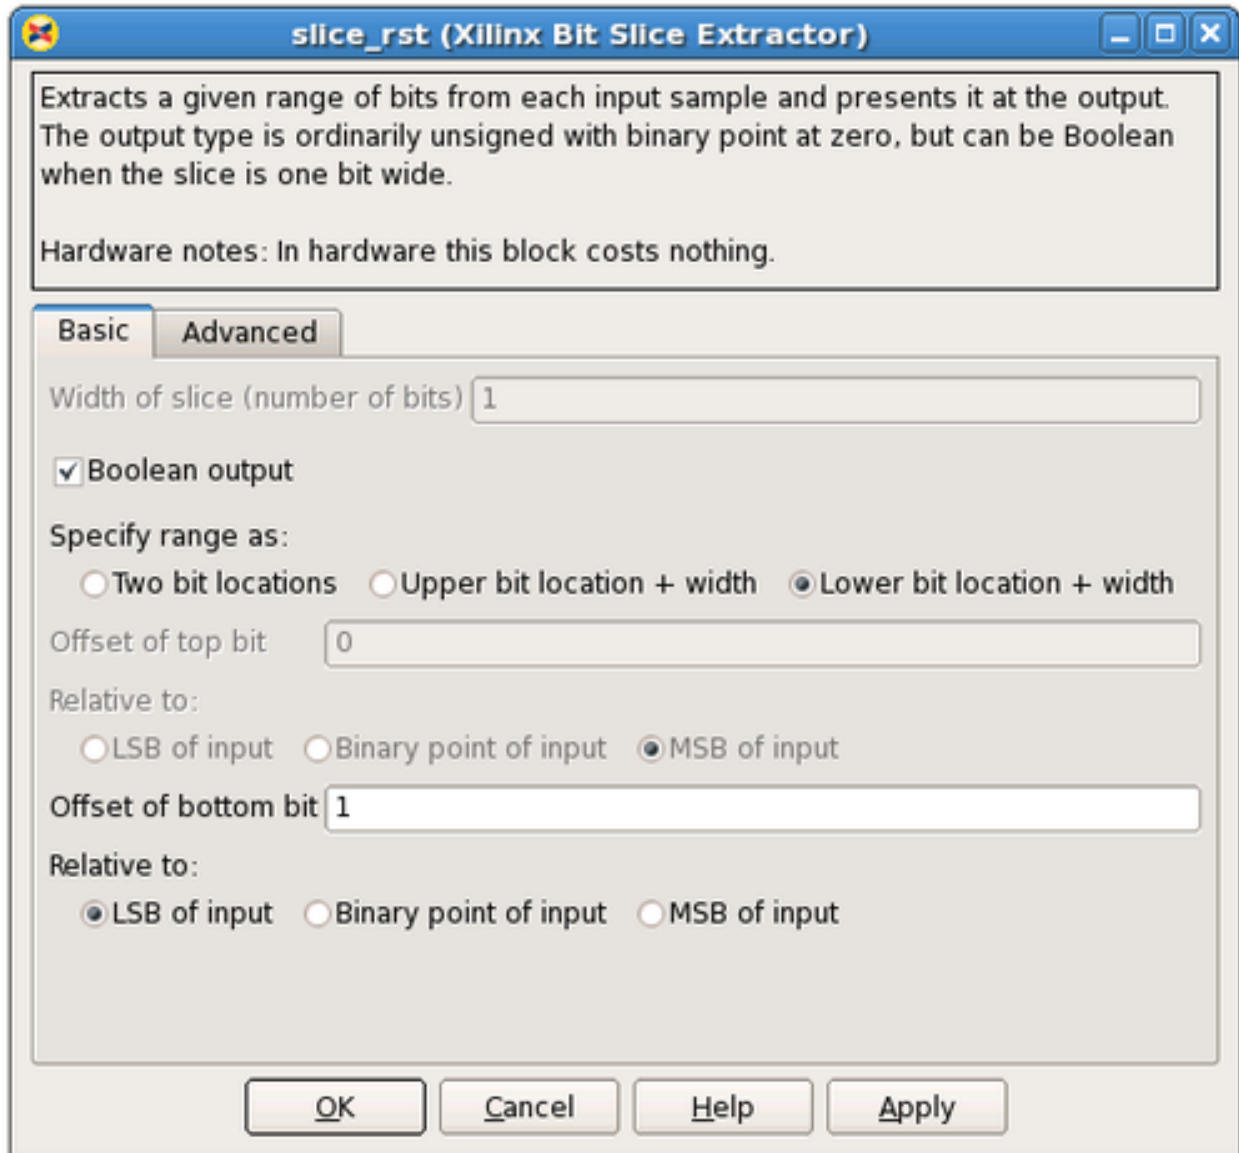 slice_rst (Xilinx Bit Slice Extractor)
Extracts a given range of bits from each input sample and presents it at the output.
The output type is ordinarily unsigned with binary point at zero, but can be Boolean
when the slice is one bit wide.
Hardware notes: In hardware this block costs nothing.
Basic Advanced
Width of slice (number of bits) 1
Boolean output
Specify range as:
Two bit locations Upper bit location + width Lower bit location + width
Offset of top bit 0
Relative to:
LSB of input Binary point of input MSB of input
Offset of bottom bit 1
Relative to:
LSB of input Binary point of input MSB of input
OK Cancel Help Apply